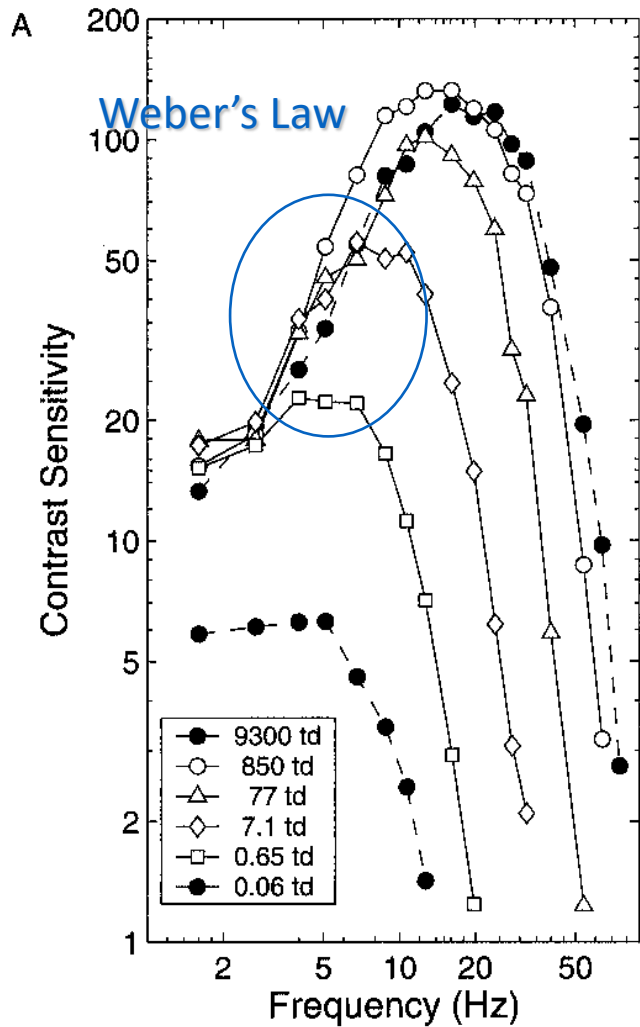 A
200
Weber's Law
100
50
20
10
5
2
1
Contrast Sensitivity
9300 td
850 td
77 td
7.1 td
0.65 td
0.06 td
2 5 10 20 50
Frequency (Hz)